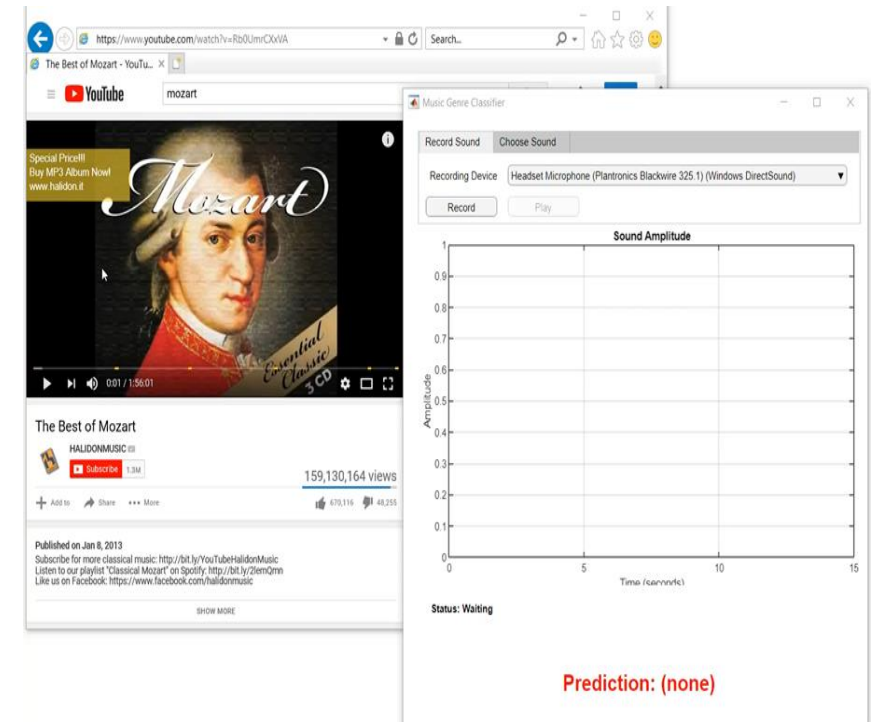 https://www.youtube.com/watch?v=Rb0UmrCXxVA
Search...
The Best of Mozart - YouTu...
YouTube
mozart
Special Price!!!
Buy MP3 Album Now!
www.halidon.it
Mozart
Essential
Classic
3 CD
0:01 / 1:56:01
The Best of Mozart
HALIDONMUSIC
Subscribe 1.3M
159,130,164 views
Add to Share More
670,116 48,255
Published on Jan 8, 2013
Subscribe for more classical music: http://bit.ly/YouTubeHalidonMusic
Listen to our playlist "Classical Mozart" on Spotify: http://bit.ly/2lemQmn
Like us on Facebook: https://www.facebook.com/halidonmusic
SHOW MORE
Music Genre Classifier
Record Sound Choose Sound
Recording Device Headset Microphone (Plantronics Blackwire 325.1) (Windows DirectSound)
Record Play
Sound Amplitude
1
0.9
0.8
0.7
0.6
0.5
0.4
0.3
0.2
0.1
0
Amplitude
0 5 10 15
Time (seconds)
Status: Waiting
Prediction: (none)